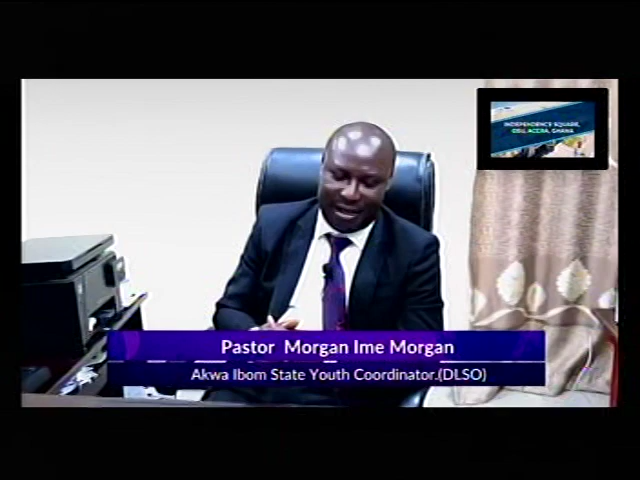 INDEPENDENCE SQUARE,
OSU, ACCRA, GHANA
Pastor Morgan Ime Morgan
Akwa Ibom State Youth Coordinator.(DLSO)